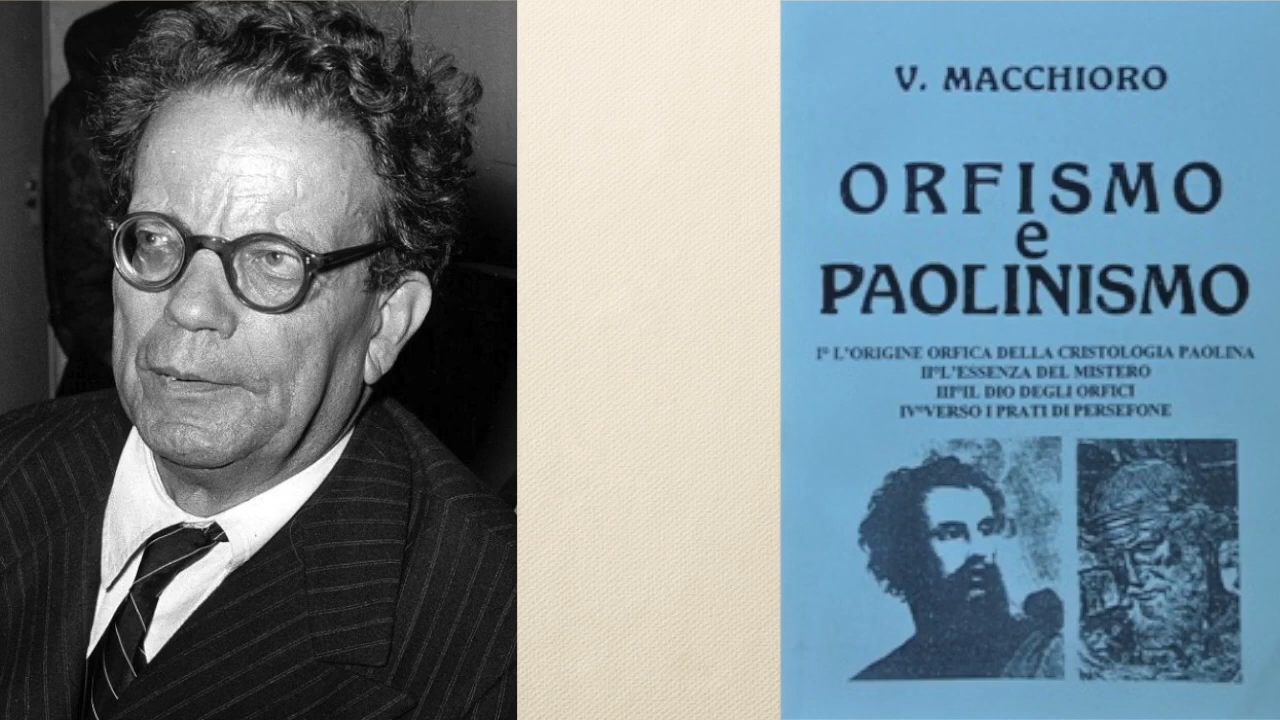 V. MACCHIORO
ORFISMO
e
PAOLINISMO
I° L'ORIGINE ORFICA DELLA CRISTOLOGIA PAOLINA
II°L'ESSENZA DEL MISTERO
III°IL DIO DEGLI ORFICI
IV°VERSO I PRATI DI PERSEFONE